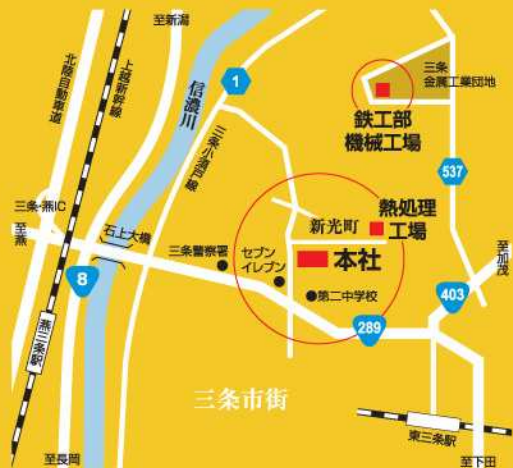 至新潟
北陸自動車道
上越新幹線
信濃川
1
三条小須戸線
三条
金属工業団地
鉄工部
機械工場
537
三条・燕IC
至燕
石上大橋
8
三条警察署
セブン
イレブン
新光町
熱処理
工場
本社
第二中学校
至加茂
403
289
燕三条駅
三条市街
東三条駅
至長岡
至下田